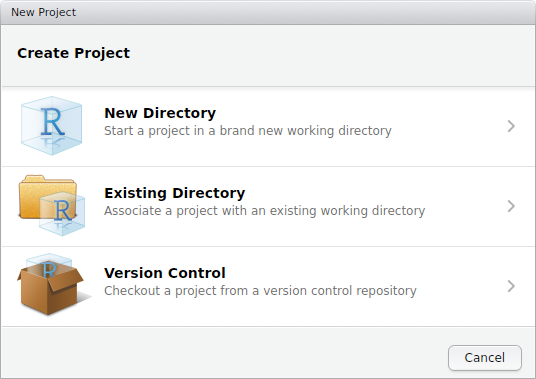 New Project
Create Project
R
New Directory
Start a project in a brand new working directory
R
Existing Directory
Associate a project with an existing working directory
R
Version Control
Checkout a project from a version control repository
Cancel